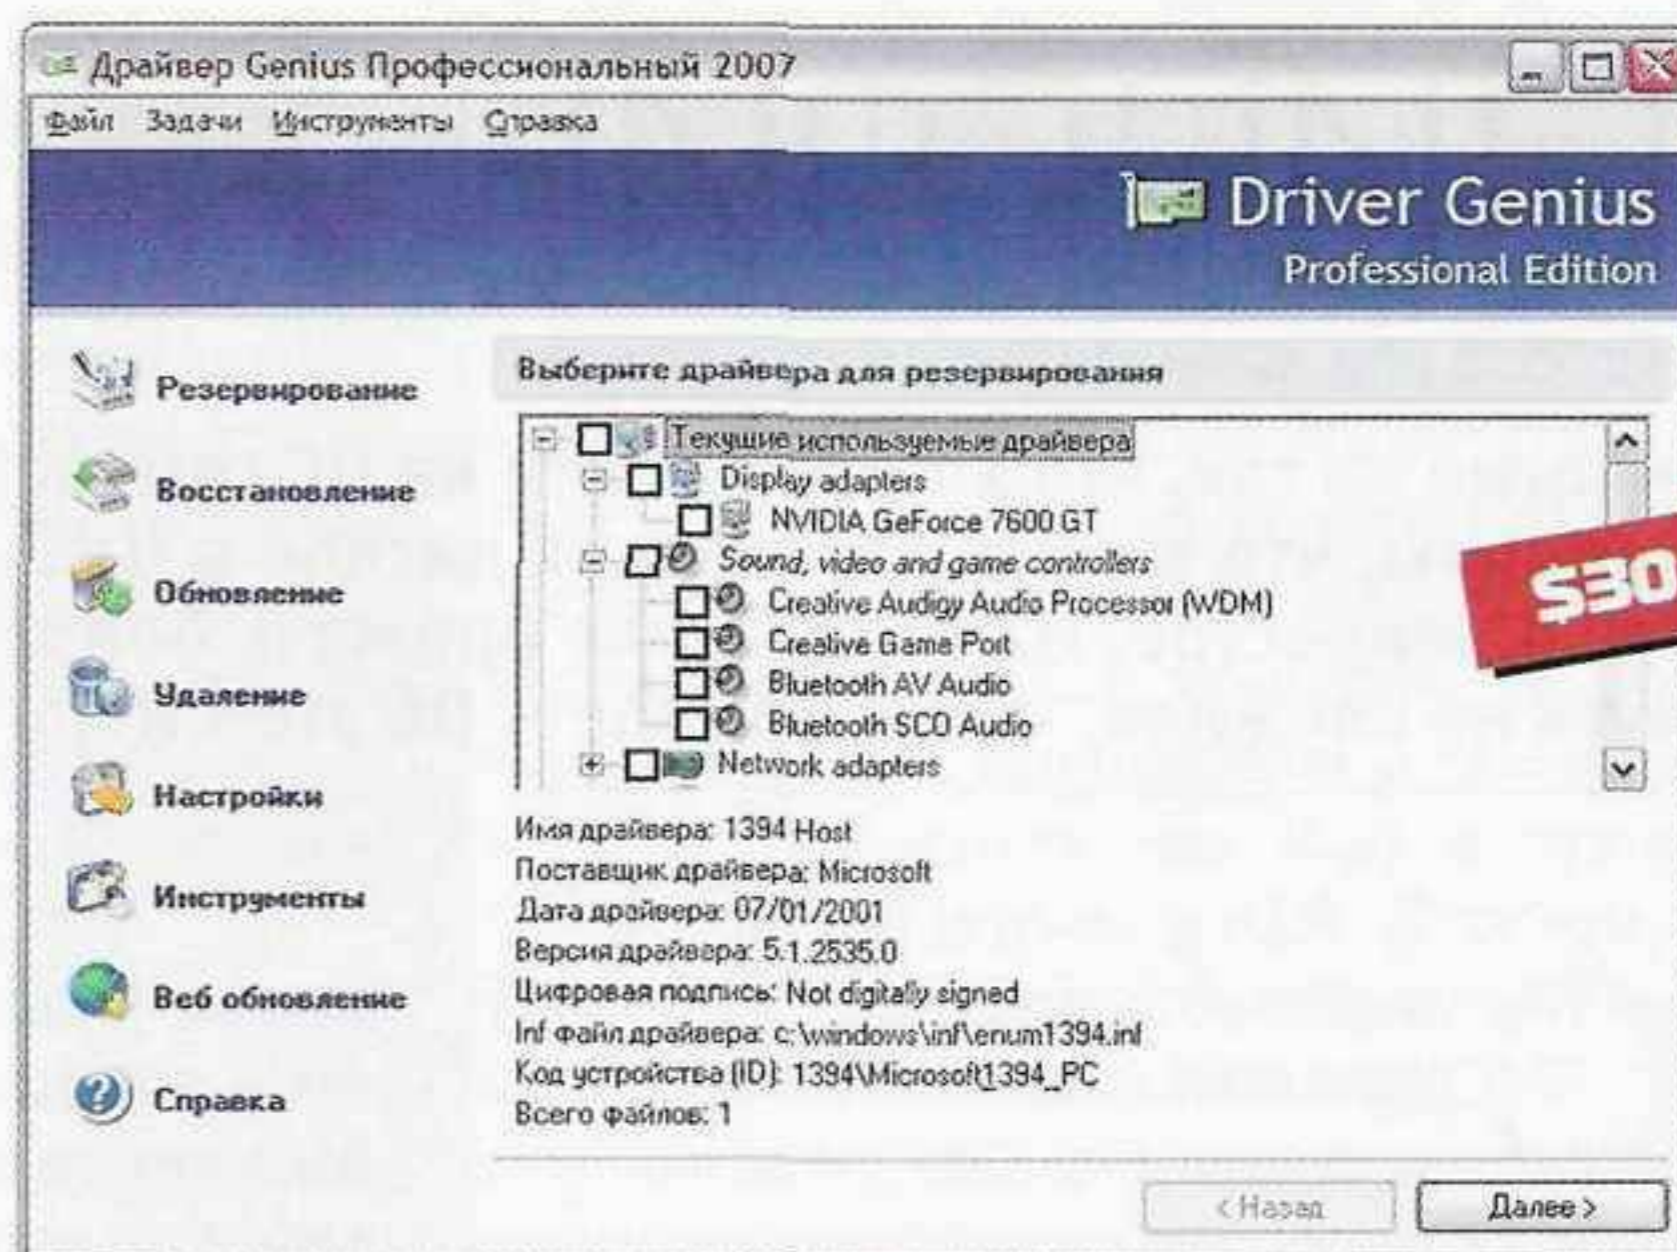 Драйвер Genius Профессиональный 2007
Файл Задачи Инструменты Справка
Driver Genius
Professional Edition
Резервирование
Восстановление
Обновление
Удаление
Настройки
Инструменты
Веб обновление
Справка
Выберите драйвера для резервирования
Текущие используемые драйвера
Display adapters
NVIDIA GeForce 7600 GT
Sound, video and game controllers
Creative Audigy Audio Processor (WDM)
Creative Game Port
Bluetooth AV Audio
Bluetooth SCO Audio
Network adapters
$30
Имя драйвера: 1394 Host
Поставщик драйвера: Microsoft
Дата драйвера: 07/01/2001
Версия драйвера: 5.1.2535.0
Цифровая подпись: Not digitally signed
Inf файл драйвера: c:\windows\inf\enum1394.inf
Код устройства (ID): 1394\Microsoft1394_PC
Всего файлов: 1
< Назад
Далее >